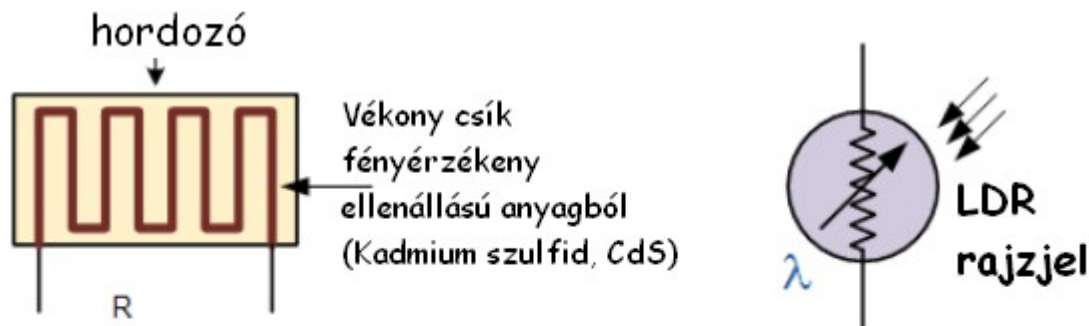 hordozó
Vékony csík
fényérzékeny
ellenállású anyagból
(Kadmium szulfid, CdS)
R
λ
LDR
rajzjel